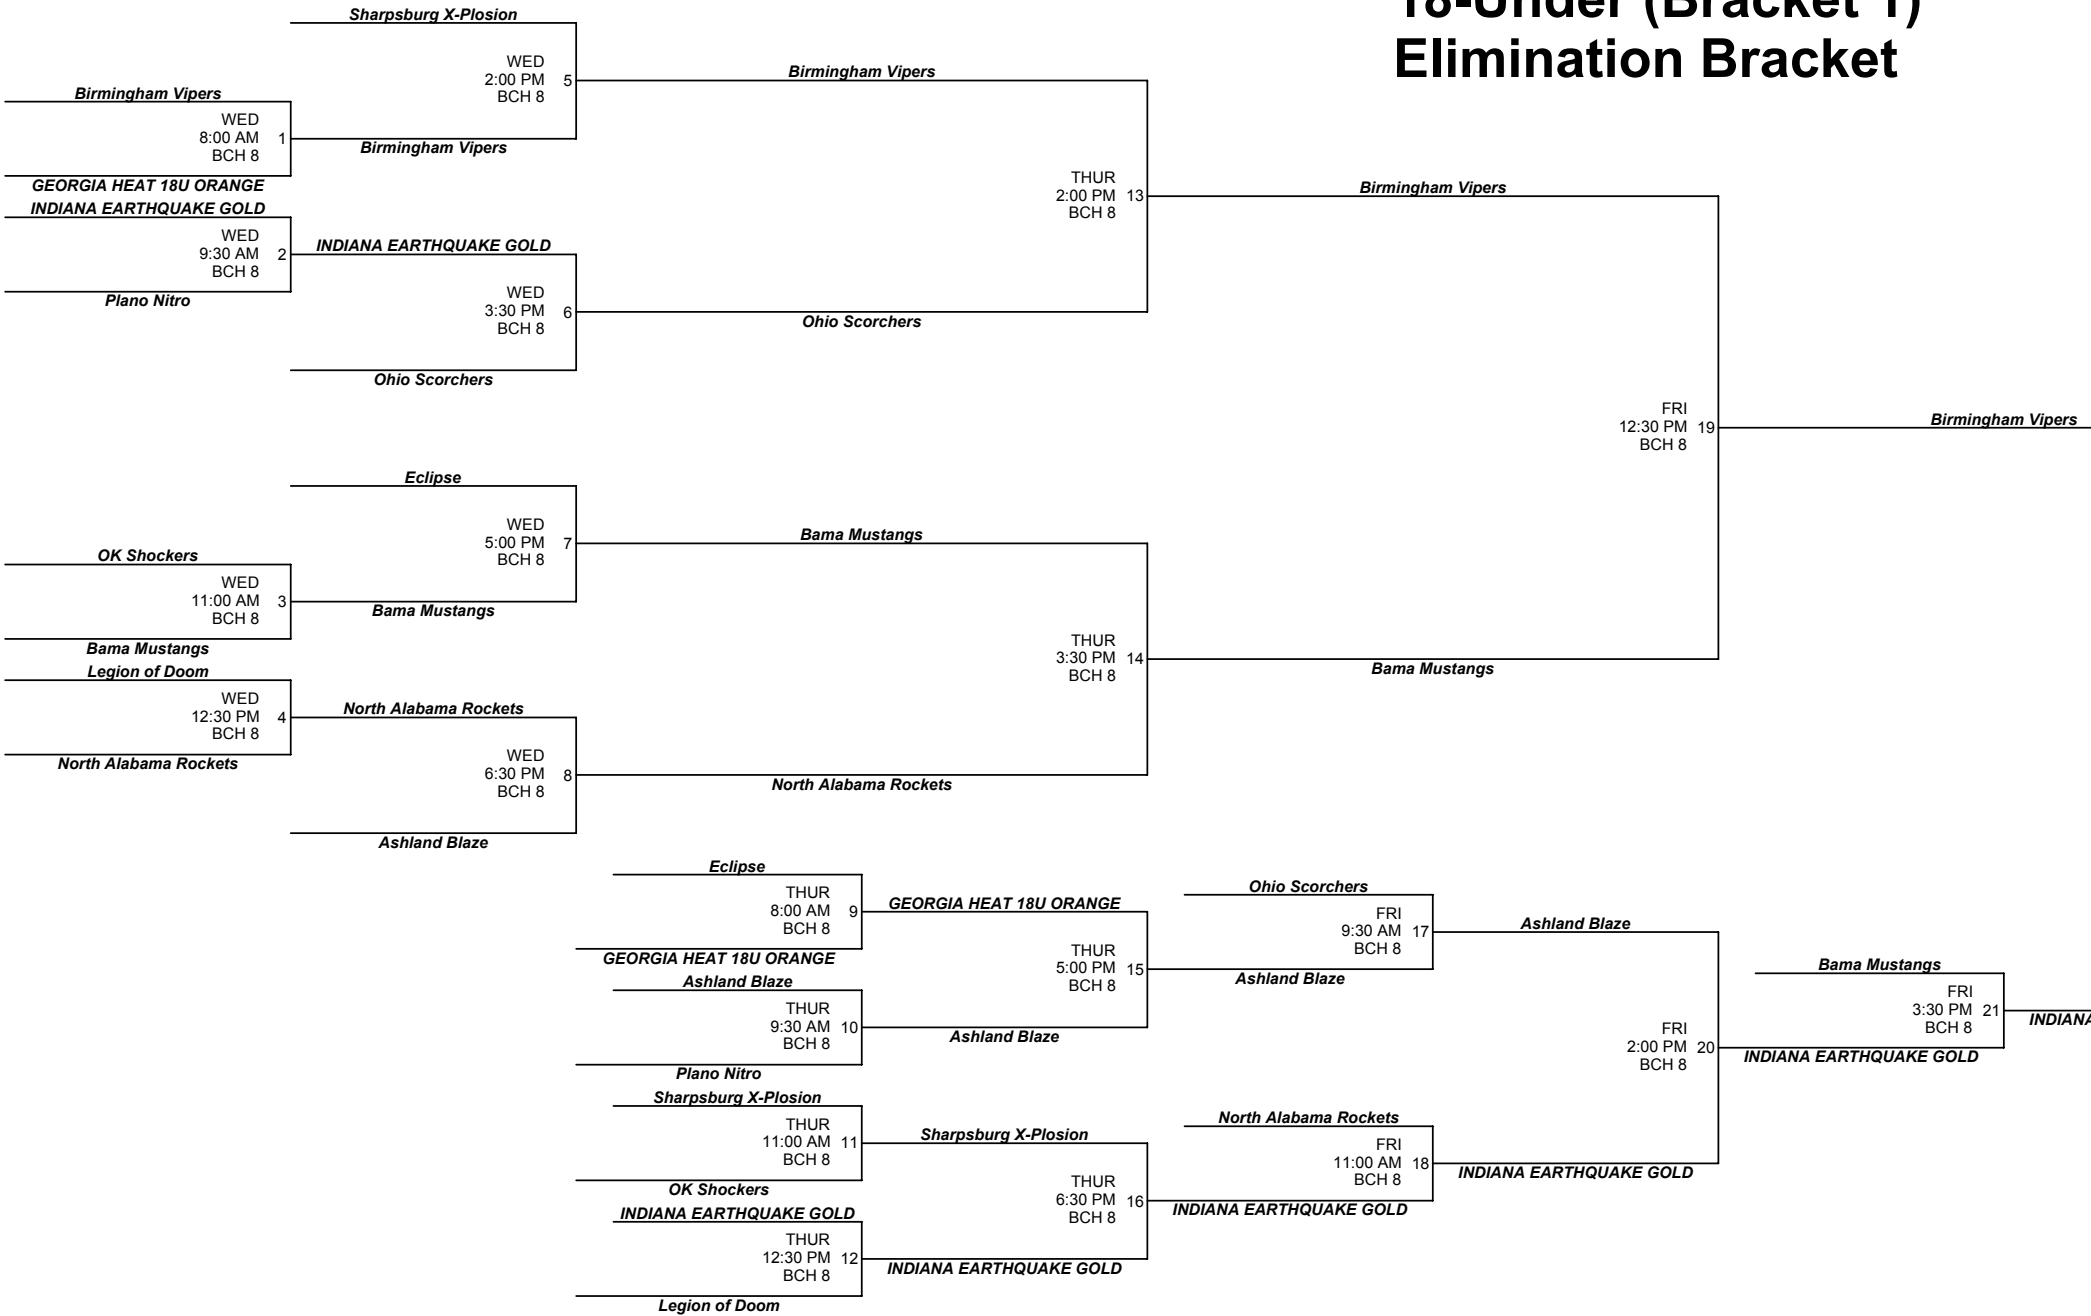 18-Under (Bracket 1)
Elimination Bracket
Sharpsburg X-Plosion
WED
2:00 PM 5
BCH 8
Birmingham Vipers
Birmingham Vipers
WED
8:00 AM 1
BCH 8
Birmingham Vipers
GEORGIA HEAT 18U ORANGE
THUR
2:00 PM 13
BCH 8
Birmingham Vipers
INDIANA EARTHQUAKE GOLD
WED
9:30 AM 2
BCH 8
INDIANA EARTHQUAKE GOLD
Plano Nitro
WED
3:30 PM 6
BCH 8
Ohio Scorchers
Ohio Scorchers
FRI
12:30 PM 19
BCH 8
Birmingham Vipers
Eclipse
WED
5:00 PM 7
BCH 8
Bama Mustangs
OK Shockers
WED
11:00 AM 3
BCH 8
Bama Mustangs
Bama Mustangs
THUR
3:30 PM 14
BCH 8
Bama Mustangs
Legion of Doom
WED
12:30 PM 4
BCH 8
North Alabama Rockets
North Alabama Rockets
WED
6:30 PM 8
BCH 8
North Alabama Rockets
Ashland Blaze
Eclipse
THUR
8:00 AM 9
BCH 8
GEORGIA HEAT 18U ORANGE
GEORGIA HEAT 18U ORANGE
THUR
5:00 PM 15
BCH 8
Ashland Blaze
THUR
9:30 AM 10
BCH 8
Ashland Blaze
Plano Nitro
Ohio Scorchers
FRI
9:30 AM 17
BCH 8
Ashland Blaze
Ashland Blaze
Bama Mustangs
FRI
3:30 PM 21
BCH 8
INDIANA
FRI
2:00 PM 20
BCH 8
INDIANA EARTHQUAKE GOLD
Sharpsburg X-Plosion
THUR
11:00 AM 11
BCH 8
Sharpsburg X-Plosion
OK Shockers
THUR
6:30 PM 16
BCH 8
North Alabama Rockets
FRI
11:00 AM 18
BCH 8
INDIANA EARTHQUAKE GOLD
INDIANA EARTHQUAKE GOLD
INDIANA EARTHQUAKE GOLD
THUR
12:30 PM 12
BCH 8
INDIANA EARTHQUAKE GOLD
Legion of Doom